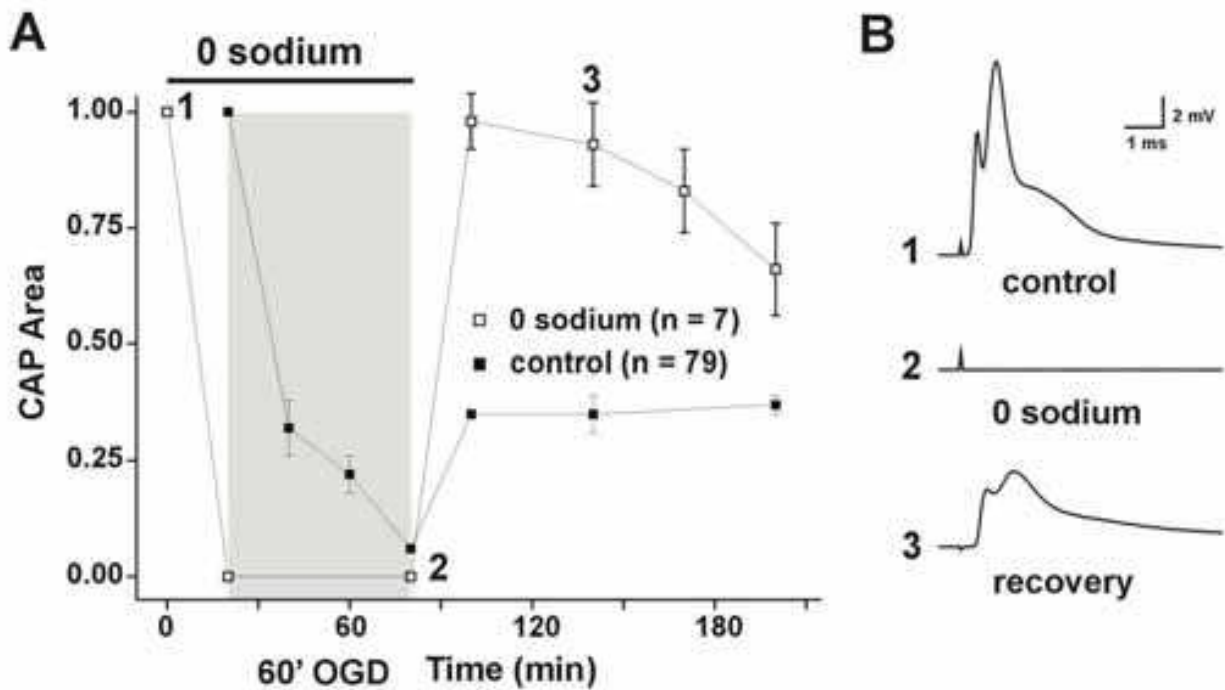 A
0 sodium
1
3
1.00
0.75
0.50
0.25
0.00
CAP Area
0 sodium (n = 7)
control (n = 79)
2
0
60
120
180
60' OGD
Time (min)
B
2 mV
1 ms
1
control
2
0 sodium
3
recovery